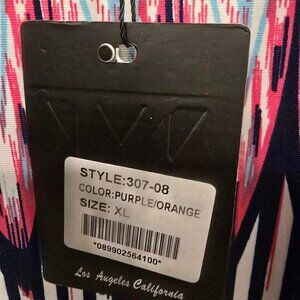 STYLE:307-08
COLOR:PURPLE/ORANGE
SIZE: XL
*089902564100*
Los Angeles California